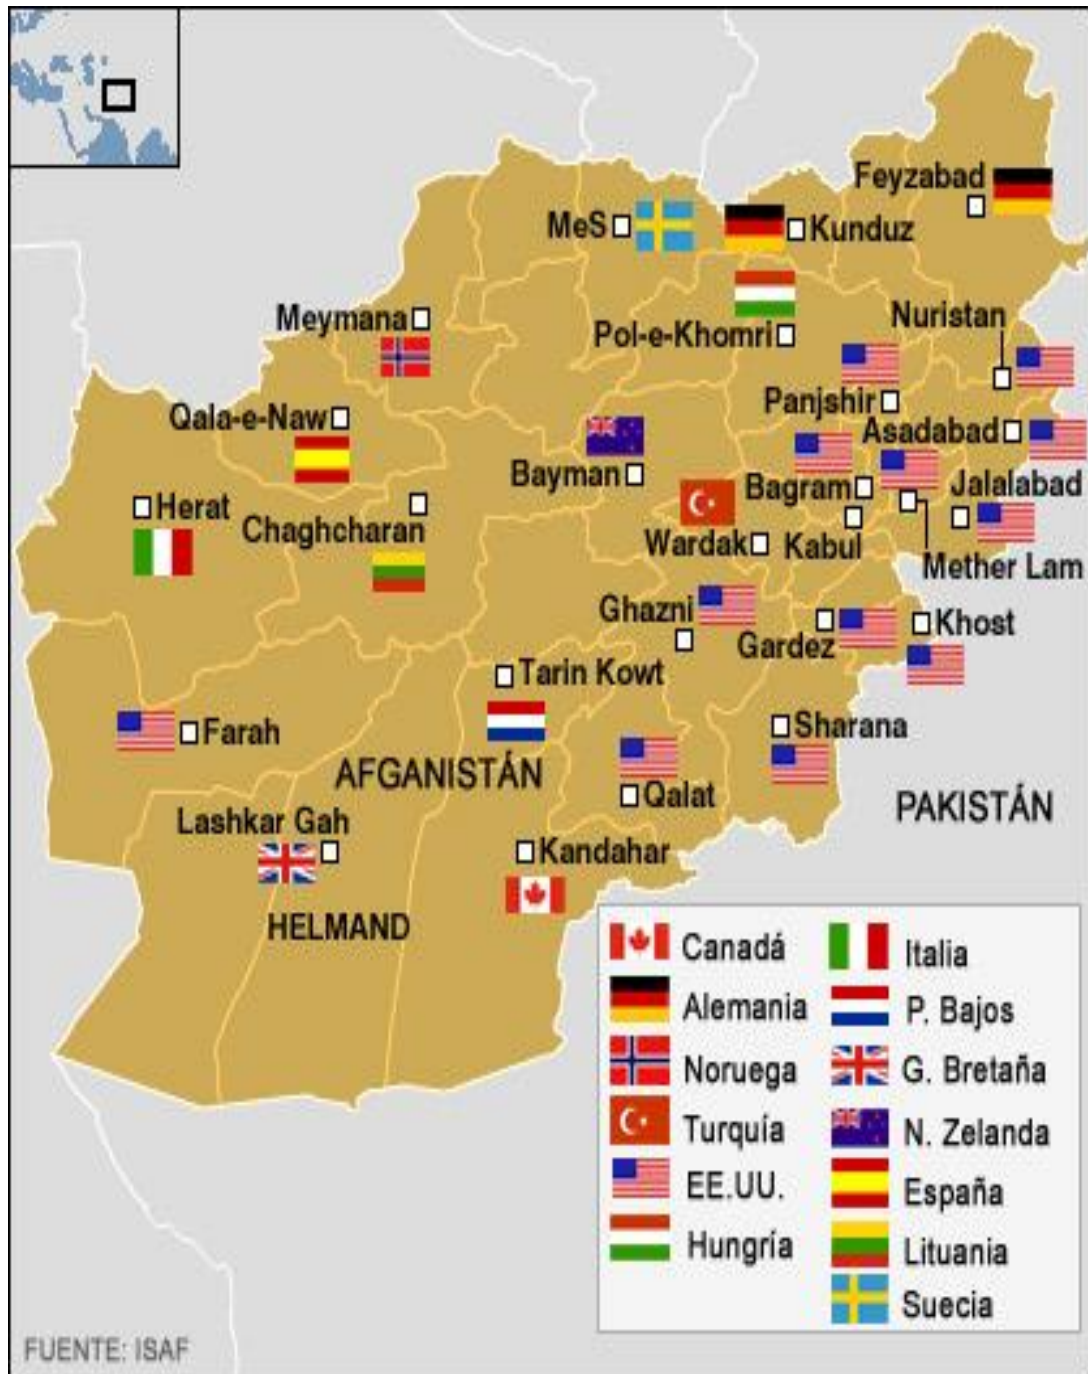 Feyzabad
MeS
Kunduz
Meymana
Pol-e-Khomri
Nuristan
Qala-e-Naw
Panjshir
Asadabad
Herat
Chaghcharan
Bayman
Bagram
Jalalabad
Wardak
Kabul
Mether Lam
Ghazni
Gardez
Khost
Tarin Kowt
Farah
Sharana
AFGANISTÁN
Qalat
PAKISTÁN
Lashkar Gah
Kandahar
HELMAND
Canadá
Alemania
Noruega
Turquía
EE.UU.
Hungría
Italia
P. Bajos
G. Bretaña
N. Zelanda
España
Lituania
Suecia
FUENTE: ISAF